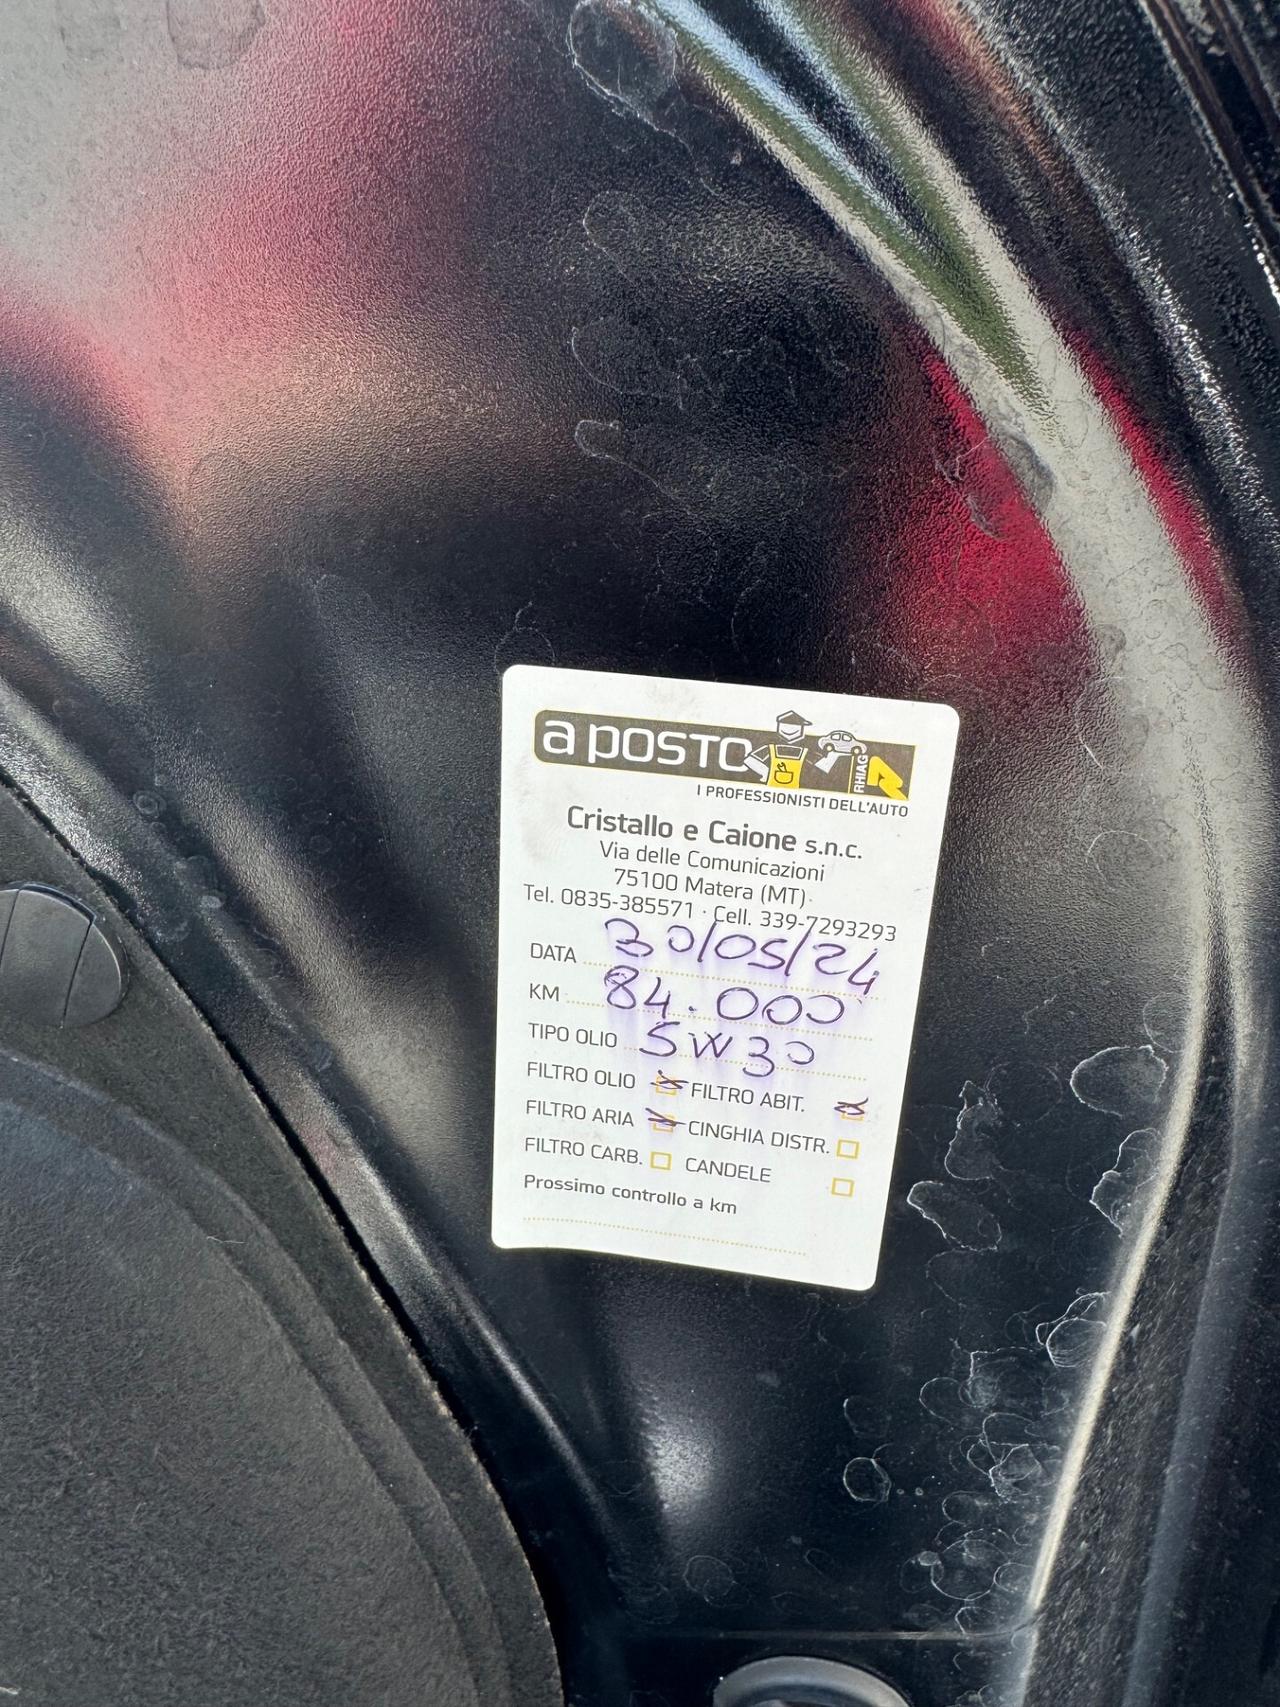 a posto
RHIAG
I PROFESSIONISTI DELL'AUTO
Cristallo e Caione s.n.c.
Via delle Comunicazioni
75100 Matera (MT)
Tel. 0835-385571 · Cell. 339-7293293
DATA 30/05/24
KM 84.000
TIPO OLIO 5W30
FILTRO OLIO FILTRO ABIT.
FILTRO ARIA CINGHIA DISTR.
FILTRO CARB. CANDELE
Prossimo controllo a km